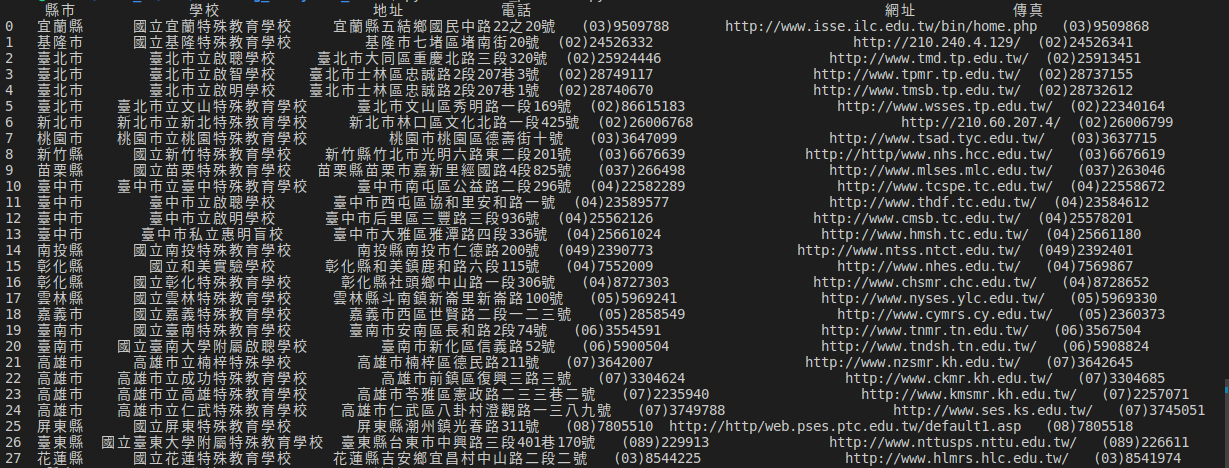 縣市 學校 地址 電話 網址 傳真
0 宜蘭縣 國立宜蘭特殊教育學校 宜蘭縣五結鄉國民中路22之20號 (03)9509788 http://www.isse.ilc.edu.tw/bin/home.php (03)9509868
1 基隆市 國立基隆特殊教育學校 基隆市七堵區堵南街20號 (02)24526332 http://210.240.4.129/ (02)24526341
2 臺北市 臺北市立啟聰學校 臺北市大同區重慶北路三段320號 (02)25924446 http://www.tmd.tp.edu.tw/ (02)25913451
3 臺北市 臺北市立啟智學校 臺北市士林區忠誠路2段207巷3號 (02)28749117 http://www.tpmr.tp.edu.tw/ (02)28737155
4 臺北市 臺北市立啟明學校 臺北市士林區忠誠路2段207巷1號 (02)28740670 http://www.tmsb.tp.edu.tw/ (02)28732612
5 臺北市 臺北市立文山特殊教育學校 臺北市文山區秀明路一段169號 (02)86615183 http://www.wsses.tp.edu.tw/ (02)22340164
6 新北市 新北市立新北特殊教育學校 新北市林口區文化北路一段425號 (02)26006768 http://210.60.207.4/ (02)26006799
7 桃園市 桃園市立桃園特殊教育學校 桃園市桃園區德壽街十號 (03)3647099 http://www.tsad.tyc.edu.tw/ (03)3637715
8 新竹縣 國立新竹特殊教育學校 新竹縣竹北市光明六路東二段201號 (03)6676639 http://http/www.nhs.hcc.edu.tw/ (03)6676619
9 苗栗縣 國立苗栗特殊教育學校 苗栗縣苗栗市嘉新里經國路4段825號 (037)266498 http://www.mlses.mlc.edu.tw/ (037)263046
10 臺中市 臺中市立臺中特殊教育學校 臺中市南屯區公益路二段296號 (04)22582289 http://www.tcspe.tc.edu.tw/ (04)22558672
11 臺中市 臺中市立啟聰學校 臺中市西屯區協和里安和路一號 (04)23589577 http://www.thdf.tc.edu.tw/ (04)23584612
12 臺中市 臺中市立啟明學校 臺中市后里區三豐路三段936號 (04)25562126 http://www.cmsb.tc.edu.tw/ (04)25578201
13 臺中市 臺中市私立惠明盲校 臺中市大雅區雅潭路四段336號 (04)25661024 http://www.hmsh.tc.edu.tw/ (04)25661180
14 南投縣 國立南投特殊教育學校 南投縣南投市仁德路200號 (049)2390773 http://www.ntss.ntct.edu.tw/ (049)2392401
15 彰化縣 國立和美實驗學校 彰化縣和美鎮鹿和路六段115號 (04)7552009 http://www.nhes.edu.tw/ (04)7569867
16 彰化縣 國立彰化特殊教育學校 彰化縣社頭鄉中山路一段306號 (04)8727303 http://www.chsmr.chc.edu.tw/ (04)8728652
17 雲林縣 國立雲林特殊教育學校 雲林縣斗南鎮新崙里新崙路100號 (05)5969241 http://www.nyses.ylc.edu.tw/ (05)5969330
18 嘉義市 國立嘉義特殊教育學校 嘉義市西區世賢路二段一二三號 (05)2858549 http://www.cymrs.cy.edu.tw/ (05)2360373
19 臺南市 國立臺南特殊教育學校 臺南市安南區長和路2段74號 (06)3554591 http://www.tnmr.tn.edu.tw/ (06)3567504
20 臺南市 國立臺南大學附屬啟聰學校 臺南市新化區信義路52號 (06)5900504 http://www.tndsh.tn.edu.tw/ (06)5908824
21 高雄市 高雄市立楠梓特殊學校 高雄市楠梓區德民路211號 (07)3642007 http://www.nzsmr.kh.edu.tw/ (07)3642645
22 高雄市 高雄市立成功特殊教育學校 高雄市前鎮區復興三路三號 (07)3304624 http://www.ckmr.kh.edu.tw/ (07)3304685
23 高雄市 高雄市立高雄特殊教育學校 高雄市苓雅區憲政路二三三巷二號 (07)2235940 http://www.kmsmr.kh.edu.tw/ (07)2257071
24 高雄市 高雄市立仁武特殊教育學校 高雄市仁武區八卦村澄觀路一三八九號 (07)3749788 http://www.ses.ks.edu.tw/ (07)3745051
25 屏東縣 國立屏東特殊教育學校 屏東縣潮州鎮光春路311號 (08)7805510 http://http/web.pses.ptc.edu.tw/default1.asp (08)7805518
26 臺東縣 國立臺東大學附屬特殊教育學校 臺東縣台東市中興路三段401巷170號 (089)229913 http://www.nttusps.nttu.edu.tw/ (089)226611
27 花蓮縣 國立花蓮特殊教育學校 花蓮縣吉安鄉宜昌村中山路二段二號 (03)8544225 http://www.hlmrs.hlc.edu.tw/ (03)8541974